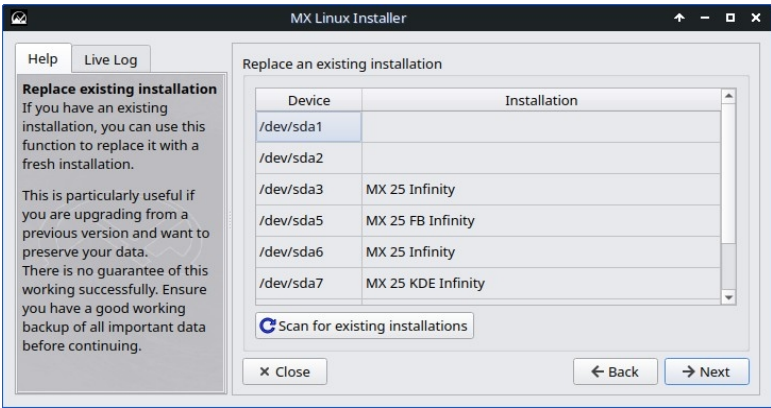 MX Linux Installer
Help
Live Log
Replace existing installation
If you have an existing
installation, you can use this
function to replace it with a
fresh installation.
This is particularly useful if
you are upgrading from a
previous version and want to
preserve your data.
There is no guarantee of this
working successfully. Ensure
you have a good working
backup of all important data
before continuing.
Replace an existing installation
Device Installation
/dev/sda1
/dev/sda2
/dev/sda3 MX 25 Infinity
/dev/sda5 MX 25 FB Infinity
/dev/sda6 MX 25 Infinity
/dev/sda7 MX 25 KDE Infinity
Scan for existing installations
Close
Back
Next